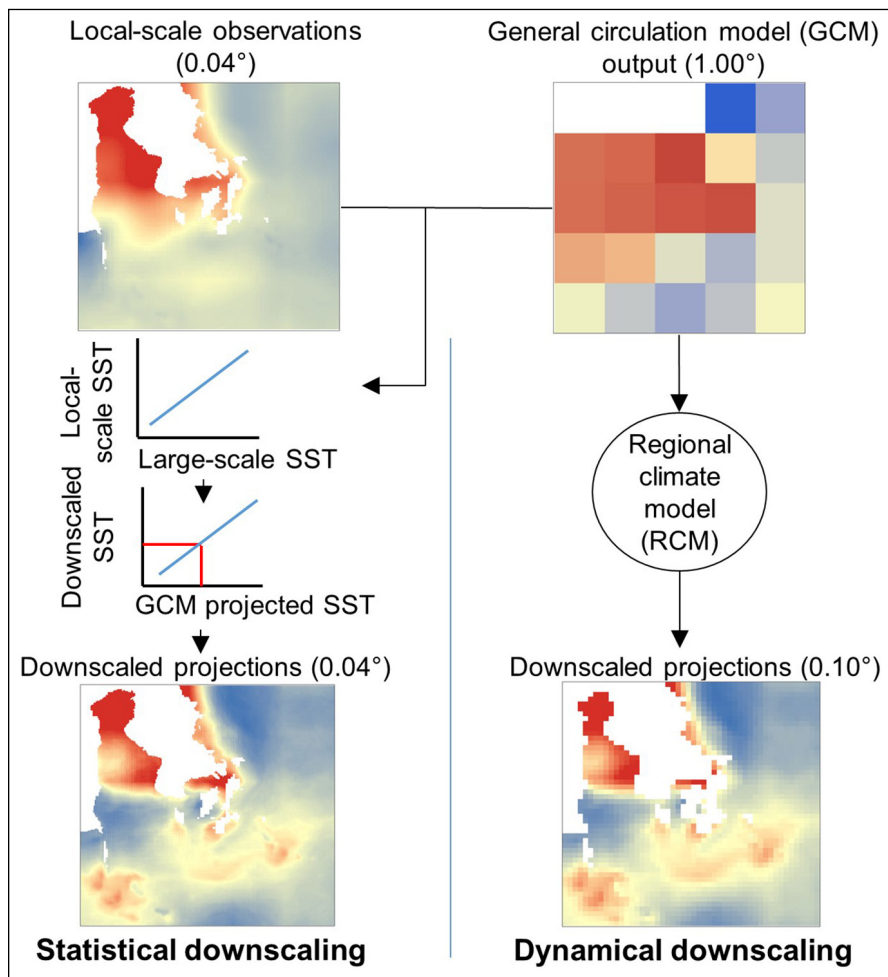 Local-scale observations
(0.04°)
General circulation model (GCM)
output (1.00°)
Local-
scale SST
Large-scale SST
Downscaled
SST
GCM projected SST
Regional
climate
model
(RCM)
Downscaled projections (0.04°)
Downscaled projections (0.10°)
Statistical downscaling
Dynamical downscaling